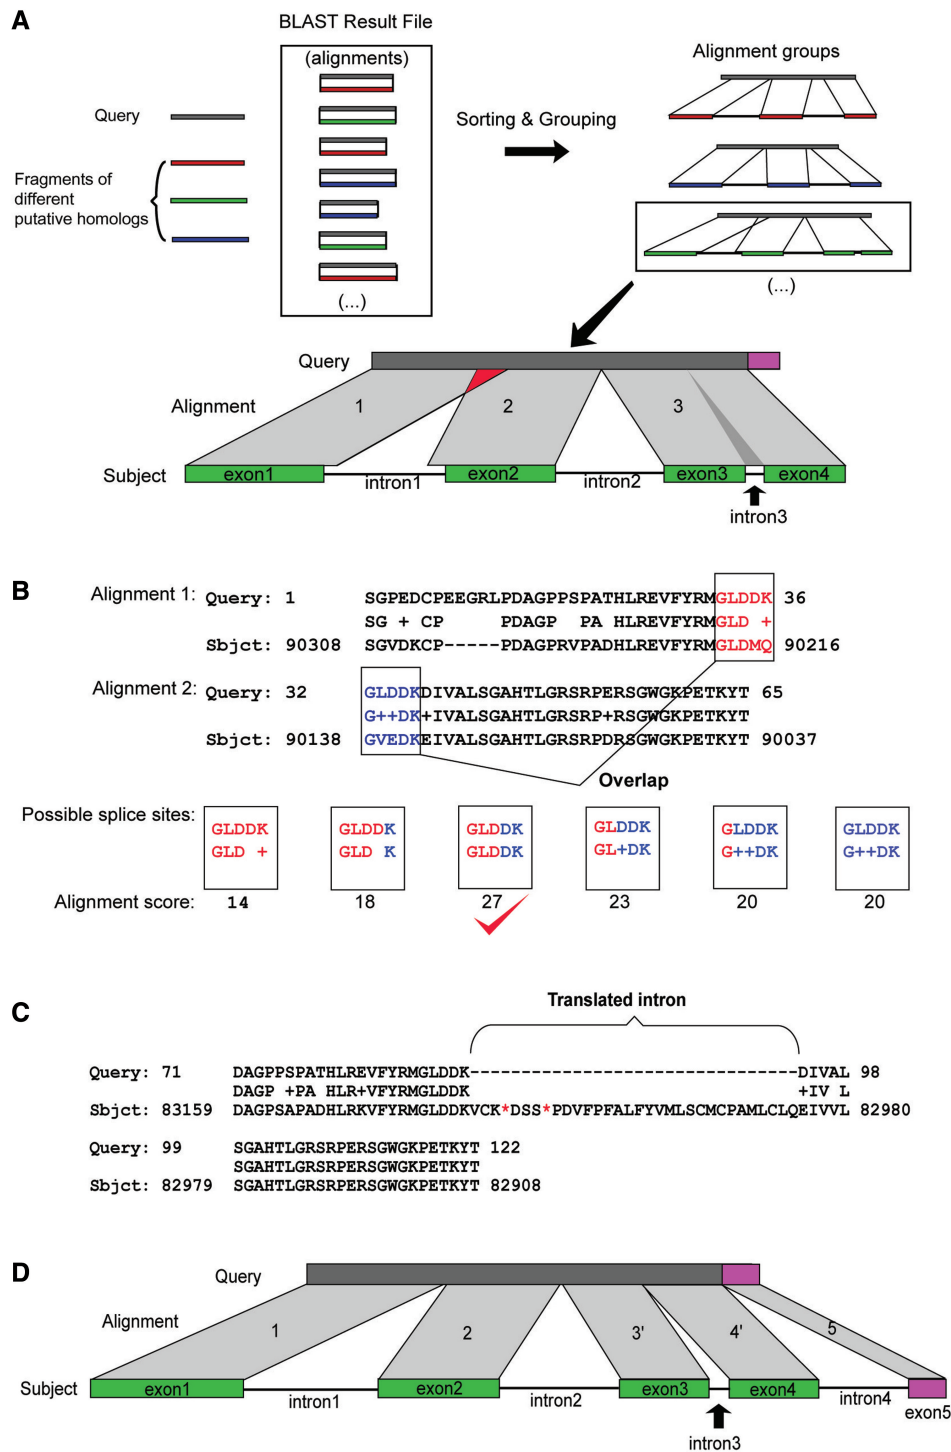 A
BLAST Result File
(alignments)
Alignment groups
Query
Sorting & Grouping
Fragments of
different
putative homologs
(...)
(...)
Query
Alignment
1
2
3
Subject
exon1
intron1
exon2
intron2
exon3
exon4
intron3
B
Alignment 1:
Query: 1 SGPEDCPEEGRLPDAGPPSPATHLREVFYRMGLDDK 36
SG + CP PDAGP PA HLREVFYRMGLD +
Sbjct: 90308 SGVDKCP-----PDAGPRVPADHLREVFYRMGLDMQ 90216
Alignment 2:
Query: 32 GLDDKDIVALSGAHTLGRSRPERSGWGKPETKYT 65
G++DK+IVALSGAHTLGRSRP+RSGWGKPETKYT
Sbjct: 90138 GVEDKEIVALSGAHTLGRSRPDRSGWGKPETKYT 90037
Overlap
Possible splice sites:
GLDDK GLDDK GLDDK GLDDK GLDDK GLDDK
GLD + GLD K GLDDK GL+DK G++DK G++DK
Alignment score: 14 18 27 23 20 20
C
Translated intron
Query: 71 DAGPPSPATHLREVFYRMGLDDK--------------------------------DIVAL 98
DAGP +PA HLR+VFYRMGLDDK +IV L
Sbjct: 83159 DAGPSAPADHLRKVFYRMGLDDKVCK*DSS*PDVFPFALFYVMLSCMCPAMLCLQEIVVL 82980
Query: 99 SGAHTLGRSRPERSGWGKPETKYT 122
SGAHTLGRSRPERSGWGKPETKYT
Sbjct: 82979 SGAHTLGRSRPERSGWGKPETKYT 82908
D
Query
Alignment
1
2
3'
4'
5
Subject
exon1
intron1
exon2
intron2
exon3
exon4
intron4
exon5
intron3